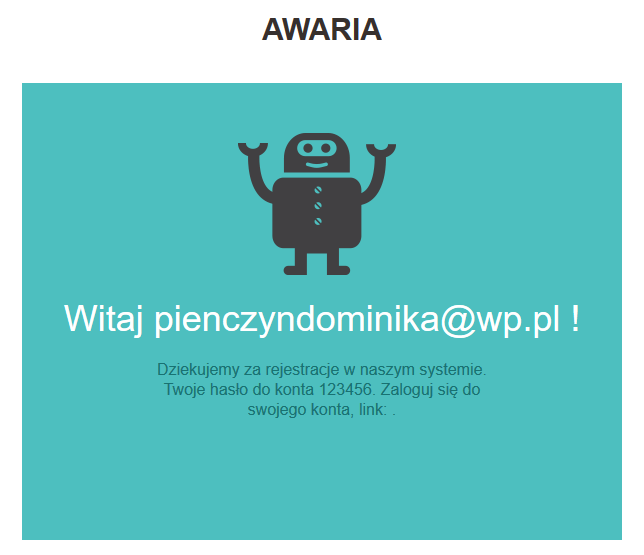 AWARIA
Witaj pienczyndominika@wp.pl !
Dziekujemy za rejestracje w naszym systemie.
Twoje hasło do konta 123456. Zaloguj się do
swojego konta, link: .